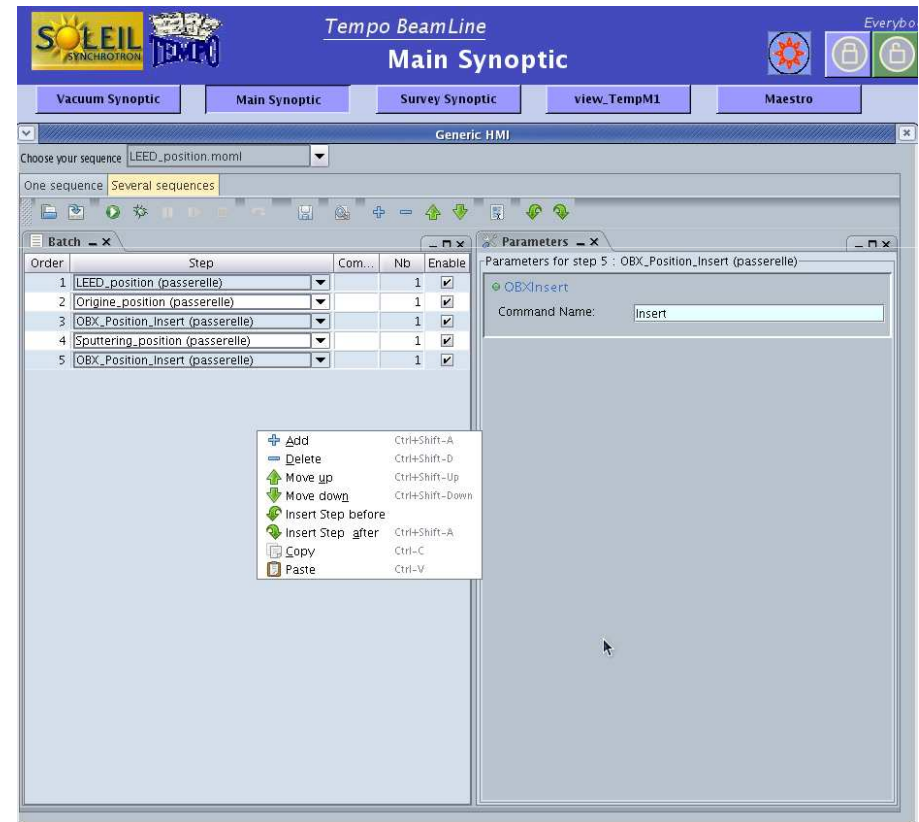 SOLEIL
SYNCHROTRON
TEMPO
Tempo BeamLine
Main Synoptic
Everybo
Vacuum Synoptic
Main Synoptic
Survey Synoptic
view_TempM1
Maestro
Generic HMI
Choose your sequence LEED_position.moml
One sequence Several sequences
Batch
Order Step Com... Nb Enable
1 LEED_position (passerelle) 1
2 Origine_position (passerelle) 1
3 OBX_Position_Insert (passerelle) 1
4 Sputtering_position (passerelle) 1
5 OBX_Position_Insert (passerelle) 1
Add Ctrl+Shift-A
Delete Ctrl+Shift-D
Move up Ctrl+Shift-Up
Move down Ctrl+Shift-Down
Insert Step before
Insert Step after Ctrl+Shift-A
Copy Ctrl-C
Paste Ctrl-V
Parameters
Parameters for step 5 : OBX_Position_Insert (passerelle)
OBXInsert
Command Name: Insert